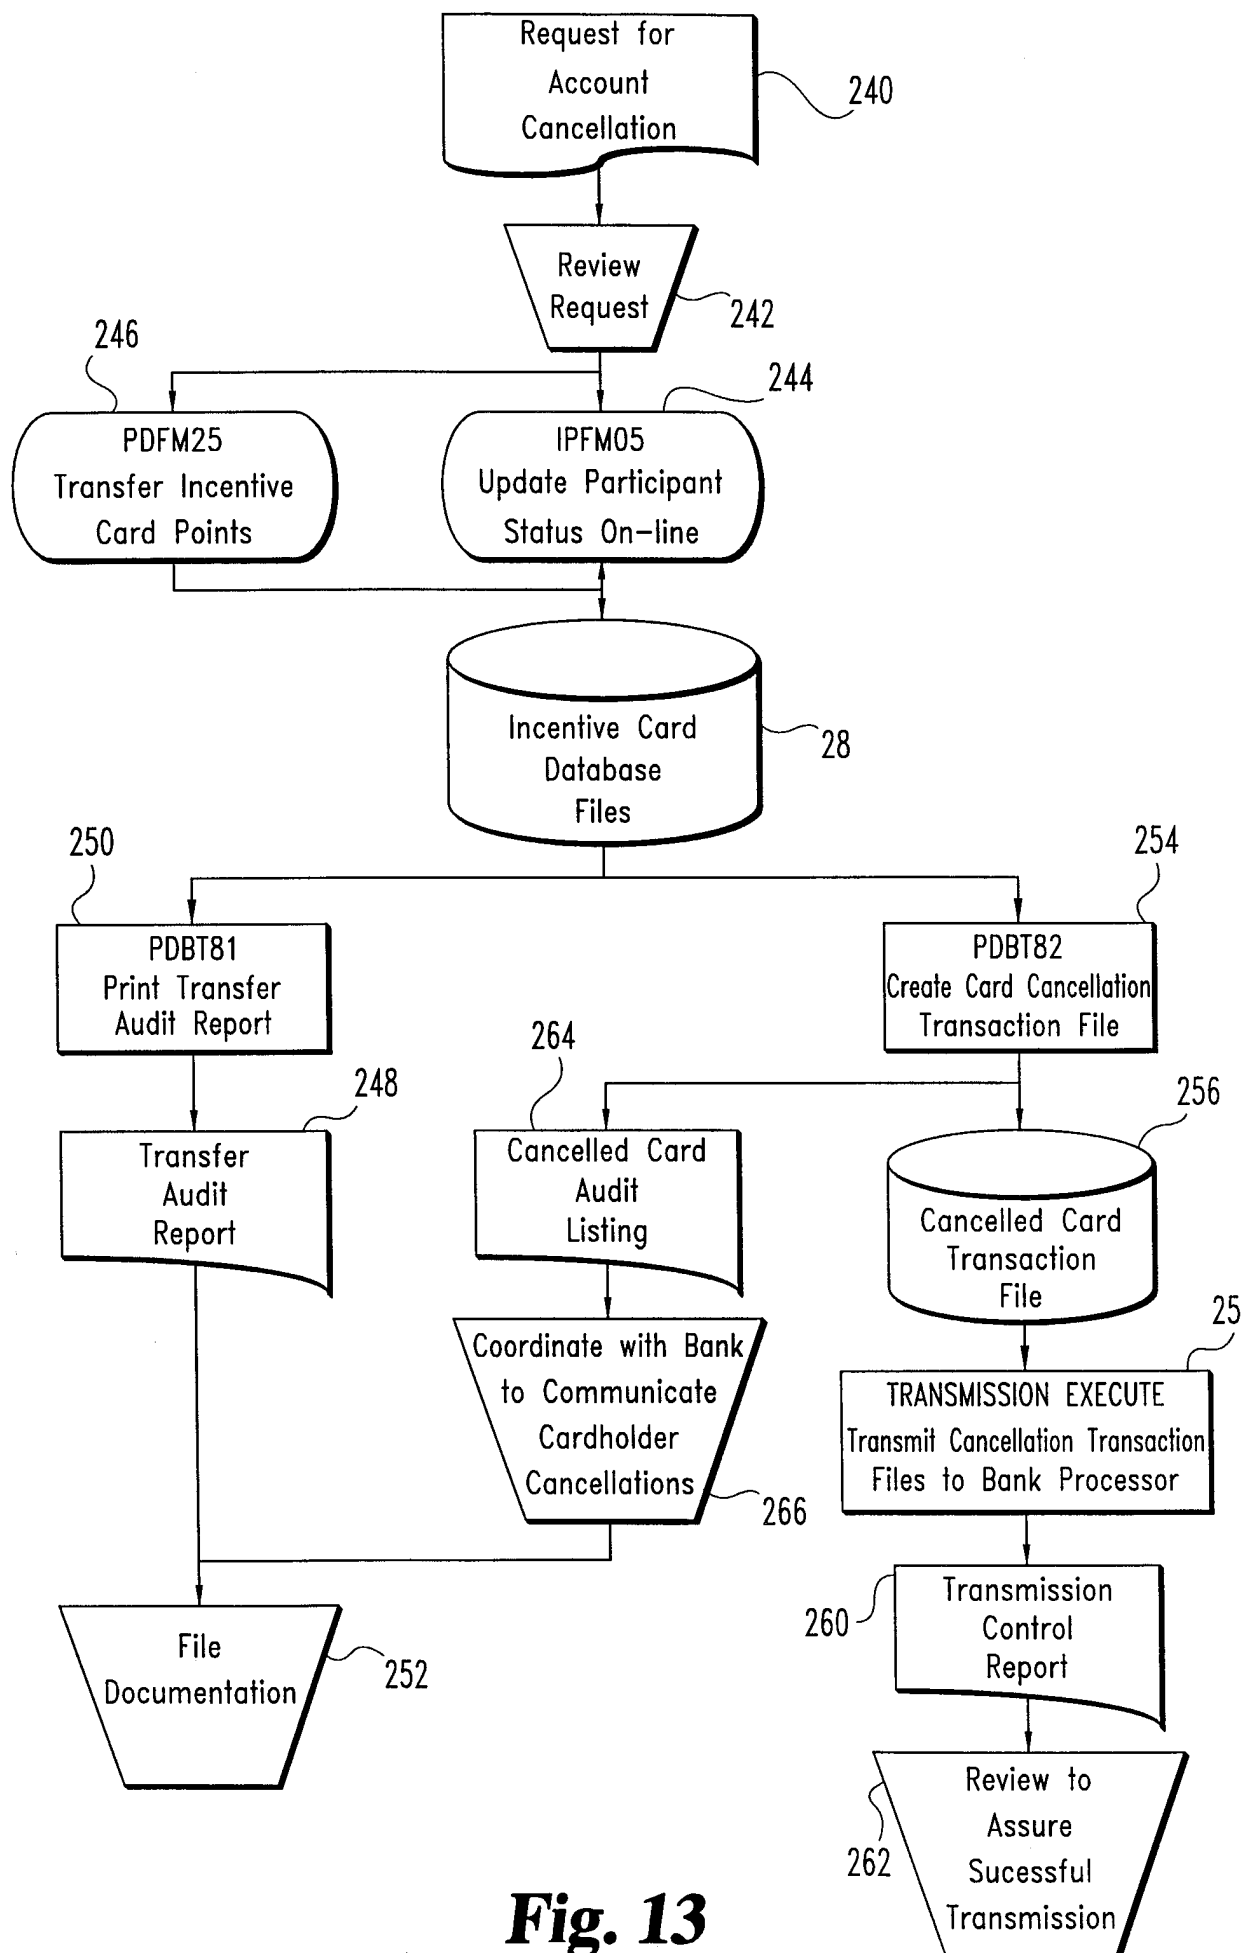 Request for
Account
Cancellation
240
Review
Request
242
246
244
PDFM25
Transfer Incentive
Card Points
IPFM05
Update Participant
Status On-line
Incentive Card
Database
Files
28
250
254
PDBT81
Print Transfer
Audit Report
PDBT82
Create Card Cancellation
Transaction File
264
248
256
Transfer
Audit
Report
Cancelled Card
Audit
Listing
Cancelled Card
Transaction
File
25
Coordinate with Bank
to Communicate
Cardholder
Cancellations
266
TRANSMISSION EXECUTE
Transmit Cancellation Transaction
Files to Bank Processor
260
Transmission
Control
Report
File
Documentation
252
262
Review to
Assure
Sucessful
Transmission
Fig. 13